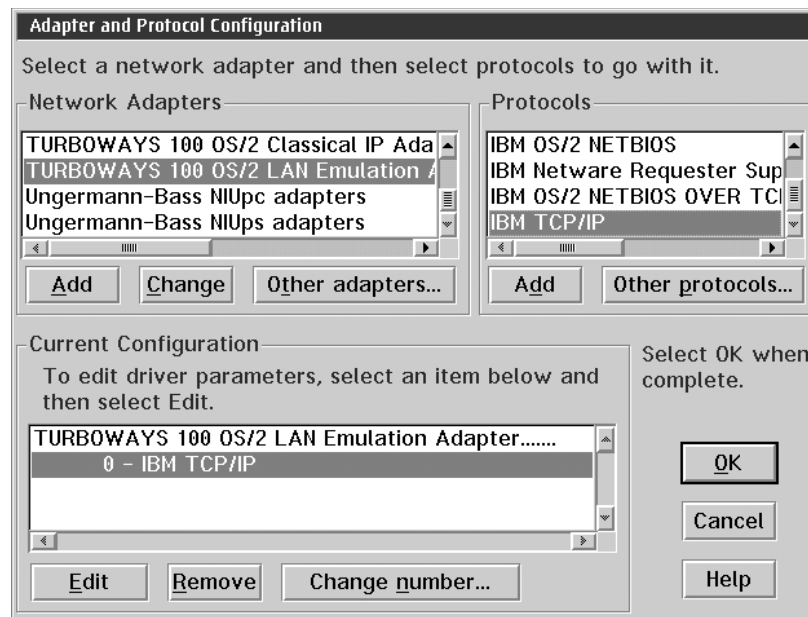 Adapter and Protocol Configuration
Select a network adapter and then select protocols to go with it.
Network Adapters
TURBOWAYS 100 OS/2 Classical IP Ada
TURBOWAYS 100 OS/2 LAN Emulation A
Ungermann-Bass NIUpc adapters
Ungermann-Bass NIUps adapters
Add
Change
Other adapters...
Protocols
IBM OS/2 NETBIOS
IBM Netware Requester Sup
IBM OS/2 NETBIOS OVER TCI
IBM TCP/IP
Add
Other protocols...
Current Configuration
To edit driver parameters, select an item below and
then select Edit.
TURBOWAYS 100 OS/2 LAN Emulation Adapter.......
0 - IBM TCP/IP
Edit
Remove
Change number...
Select OK when
complete.
OK
Cancel
Help